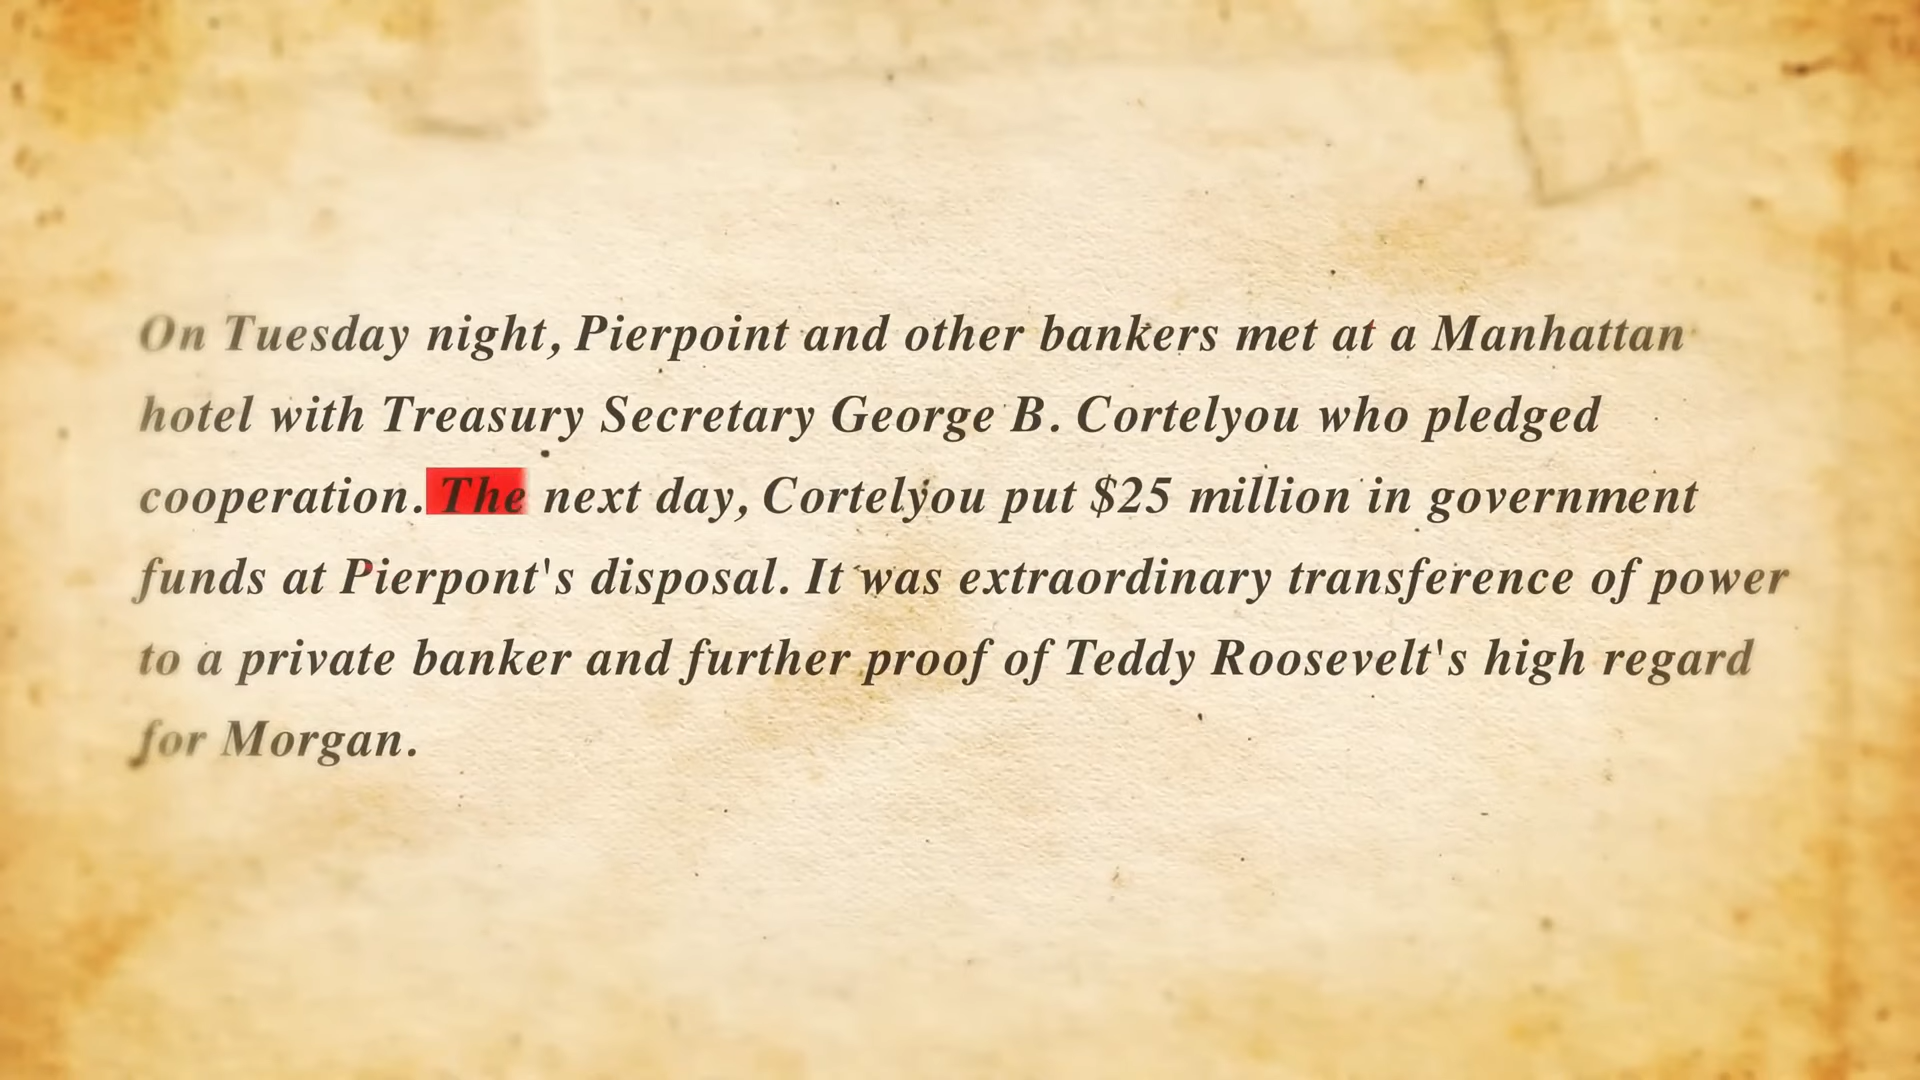 On Tuesday night, Pierpoint and other bankers met at a Manhattan
hotel with Treasury Secretary George B. Cortelyou who pledged
cooperation. The next day, Cortelyou put $25 million in government
funds at Pierpont's disposal. It was extraordinary transference of power
to a private banker and further proof of Teddy Roosevelt's high regard
for Morgan.